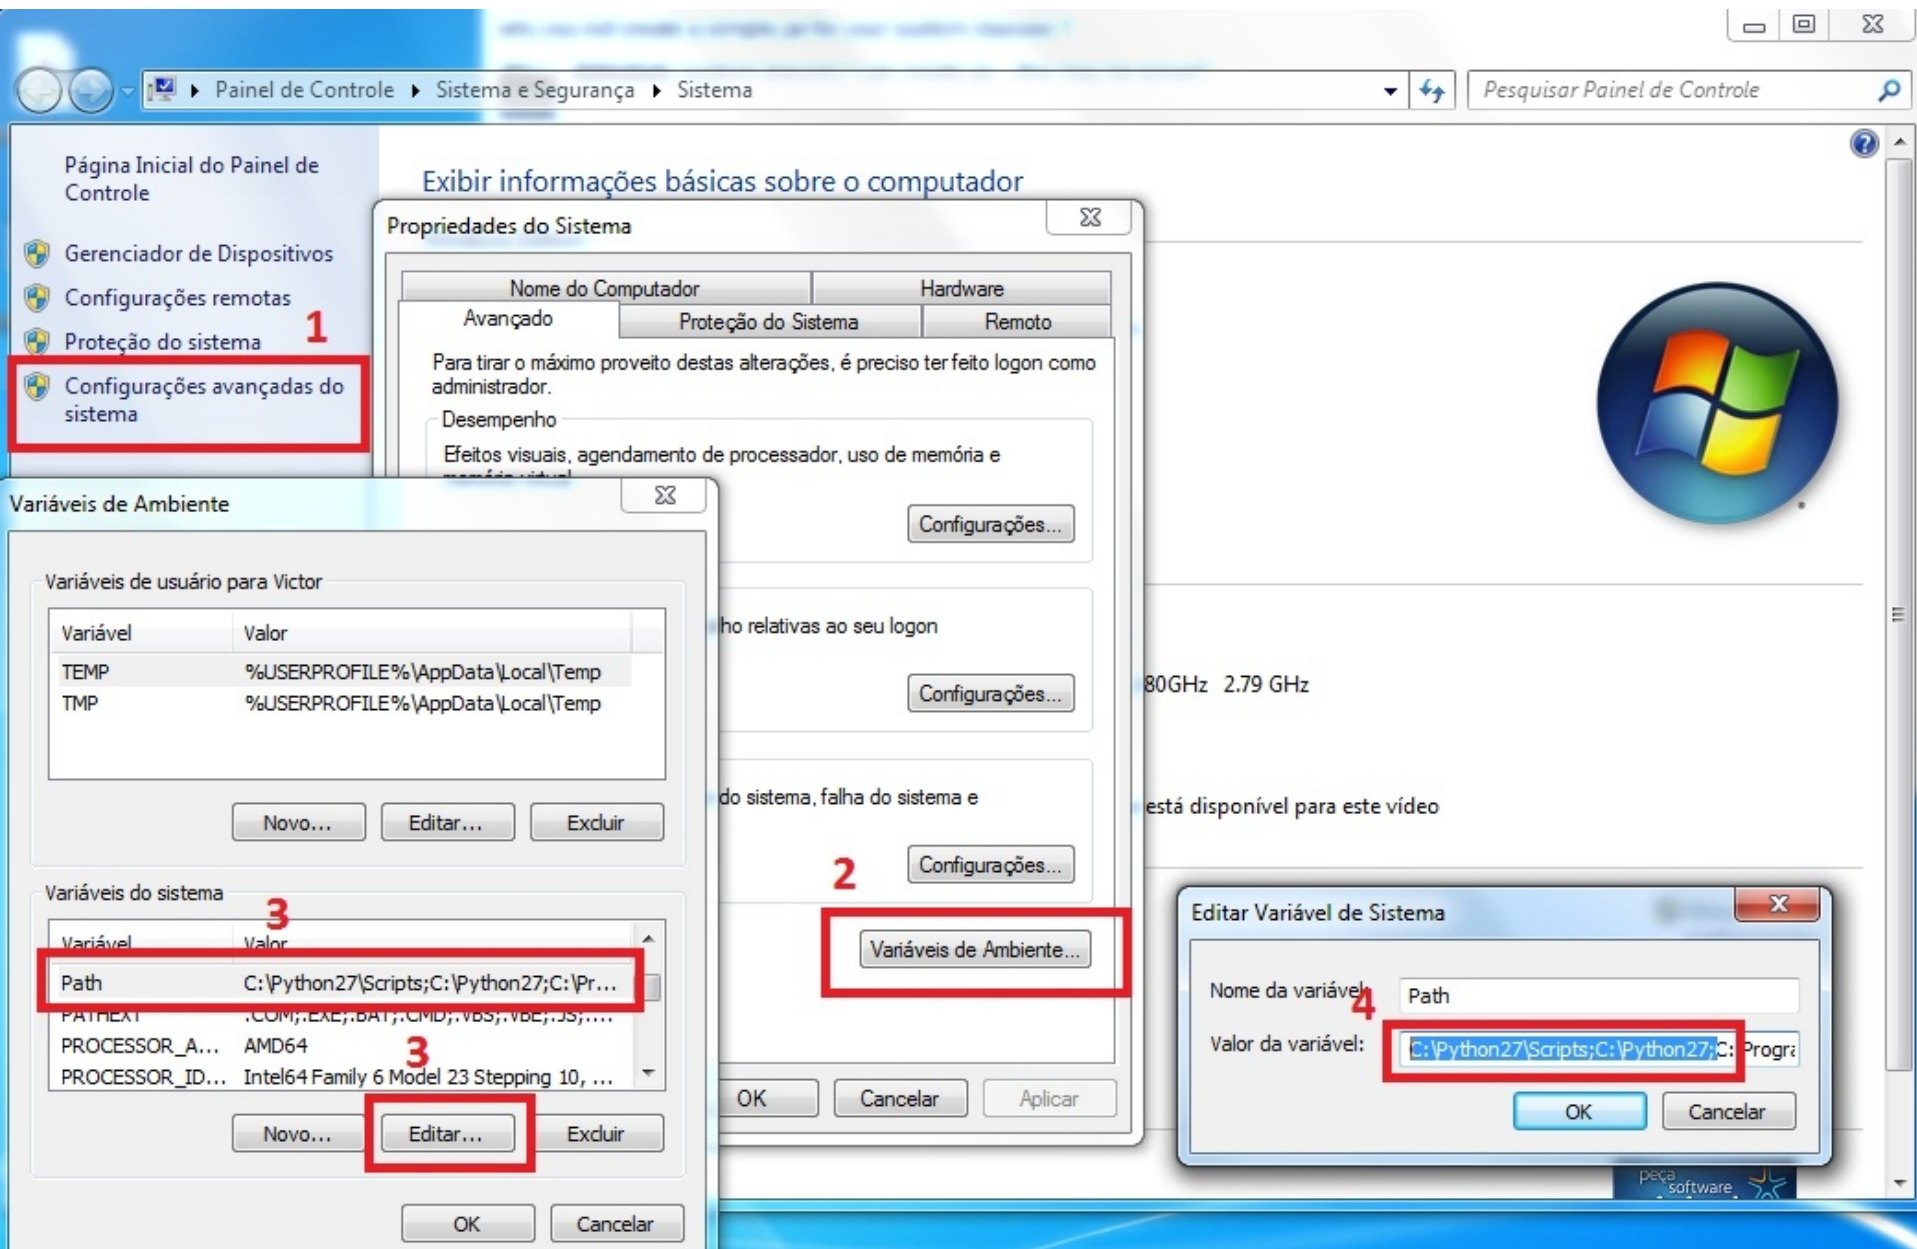 Painel de Controle ▸ Sistema e Segurança ▸ Sistema
Pesquisar Painel de Controle
Página Inicial do Painel de
Controle
Gerenciador de Dispositivos
Configurações remotas
Proteção do sistema
1
Configurações avançadas do
sistema
Exibir informações básicas sobre o computador
Propriedades do Sistema
Nome do Computador
Hardware
Avançado
Proteção do Sistema
Remoto
Para tirar o máximo proveito destas alterações, é preciso ter feito logon como
administrador.
Desempenho
Efeitos visuais, agendamento de processador, uso de memória e
memória virtual
Configurações...
ho relativas ao seu logon
Configurações...
do sistema, falha do sistema e
Configurações...
2
Variáveis de Ambiente...
OK
Cancelar
Aplicar
80GHz 2.79 GHz
está disponível para este vídeo
Variáveis de Ambiente
Variáveis de usuário para Victor
Variável Valor
TEMP %USERPROFILE%\AppData\Local\Temp
TMP %USERPROFILE%\AppData\Local\Temp
Novo...
Editar...
Excluir
Variáveis do sistema
3
Variável Valor
Path C:\Python27\Scripts;C:\Python27;C:\Pr...
PATHEXT .COM;.EXE;.BAT;.CMD;.VBS;.VBE;.JS;....
PROCESSOR_A... AMD64
3
PROCESSOR_ID... Intel64 Family 6 Model 23 Stepping 10, ...
Novo...
Editar...
Excluir
OK
Cancelar
Editar Variável de Sistema
Nome da variável:
Path
4
Valor da variável:
C:\Python27\Scripts;C:\Python27;C:\Progra
OK
Cancelar
peça
software